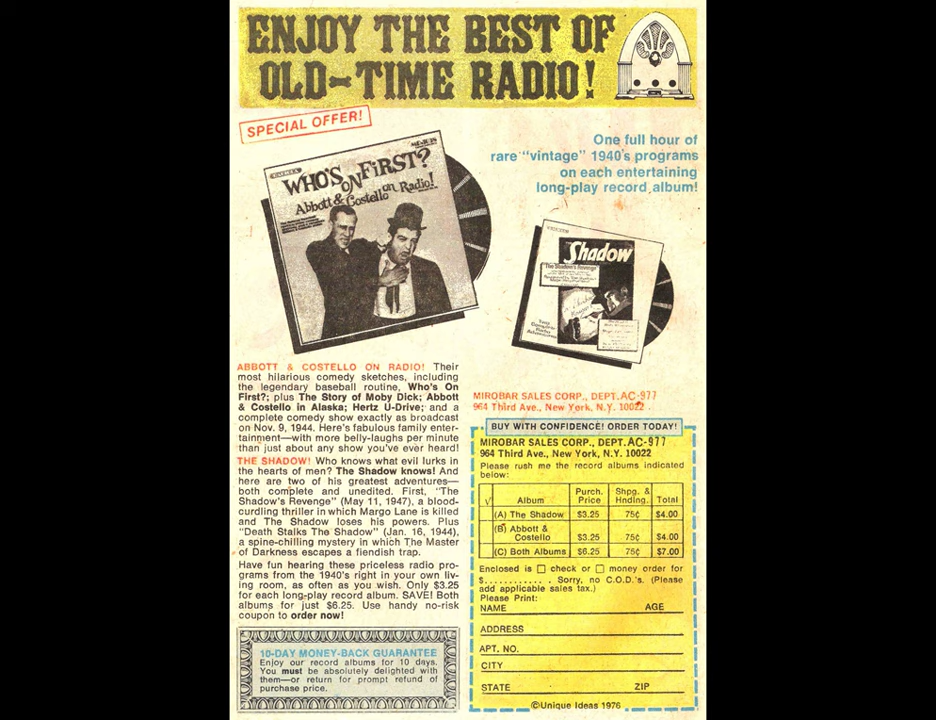 ENJOY THE BEST OF
OLD-TIME RADIO!
SPECIAL OFFER!
One full hour of
rare "vintage" 1940's programs
on each entertaining
long-play record album!
WHO'S ON FIRST?
Abbott & Costello on Radio!
Shadow
"The Shadow's Revenge"
ABBOTT & COSTELLO ON RADIO! Their
most hilarious comedy sketches, including
the legendary baseball routine, Who's On
First?; plus The Story of Moby Dick; Abbott
& Costello in Alaska; Hertz U-Drive; and a
complete comedy show exactly as broadcast
on Nov. 9, 1944. Here's fabulous family enter-
tainment—with more belly-laughs per minute
than just about any show you've ever heard!
THE SHADOW! Who knows what evil lurks in
the hearts of men? The Shadow knows! And
here are two of his greatest adventures—
both complete and unedited. First, "The
Shadow's Revenge" (May 11, 1947), a blood-
curdling thriller in which Margo Lane is killed
and The Shadow loses his powers. Plus
"Death Stalks The Shadow" (Jan. 16, 1944),
a spine-chilling mystery in which The Master
of Darkness escapes a fiendish trap.
Have fun hearing these priceless radio pro-
grams from the 1940's right in your own liv-
ing room, as often as you wish. Only $3.25
for each long-play record album. SAVE! Both
albums for just $6.25. Use handy no-risk
coupon to order now!
10-DAY MONEY-BACK GUARANTEE
Enjoy our record albums for 10 days.
You must be absolutely delighted with
them—or return for prompt refund of
purchase price.
MIROBAR SALES CORP., DEPT. AC-977
964 Third Ave., New York, N.Y. 10022
BUY WITH CONFIDENCE! ORDER TODAY!
MIROBAR SALES CORP., DEPT. AC-977
964 Third Ave., New York, N.Y. 10022
Please rush me the record albums indicated
below:
√ Album Purch. Price Shpg. & Hndlng. Total
(A) The Shadow $3.25 75¢ $4.00
(B) Abbott &
Costello $3.25 75¢ $4.00
(C) Both Albums $6.25 75¢ $7.00
Enclosed is □ check or □ money order for
$............ Sorry, no C.O.D.'s. (Please
add applicable sales tax.)
Please Print:
NAME AGE
ADDRESS
APT. NO.
CITY
STATE ZIP
©Unique Ideas 1976